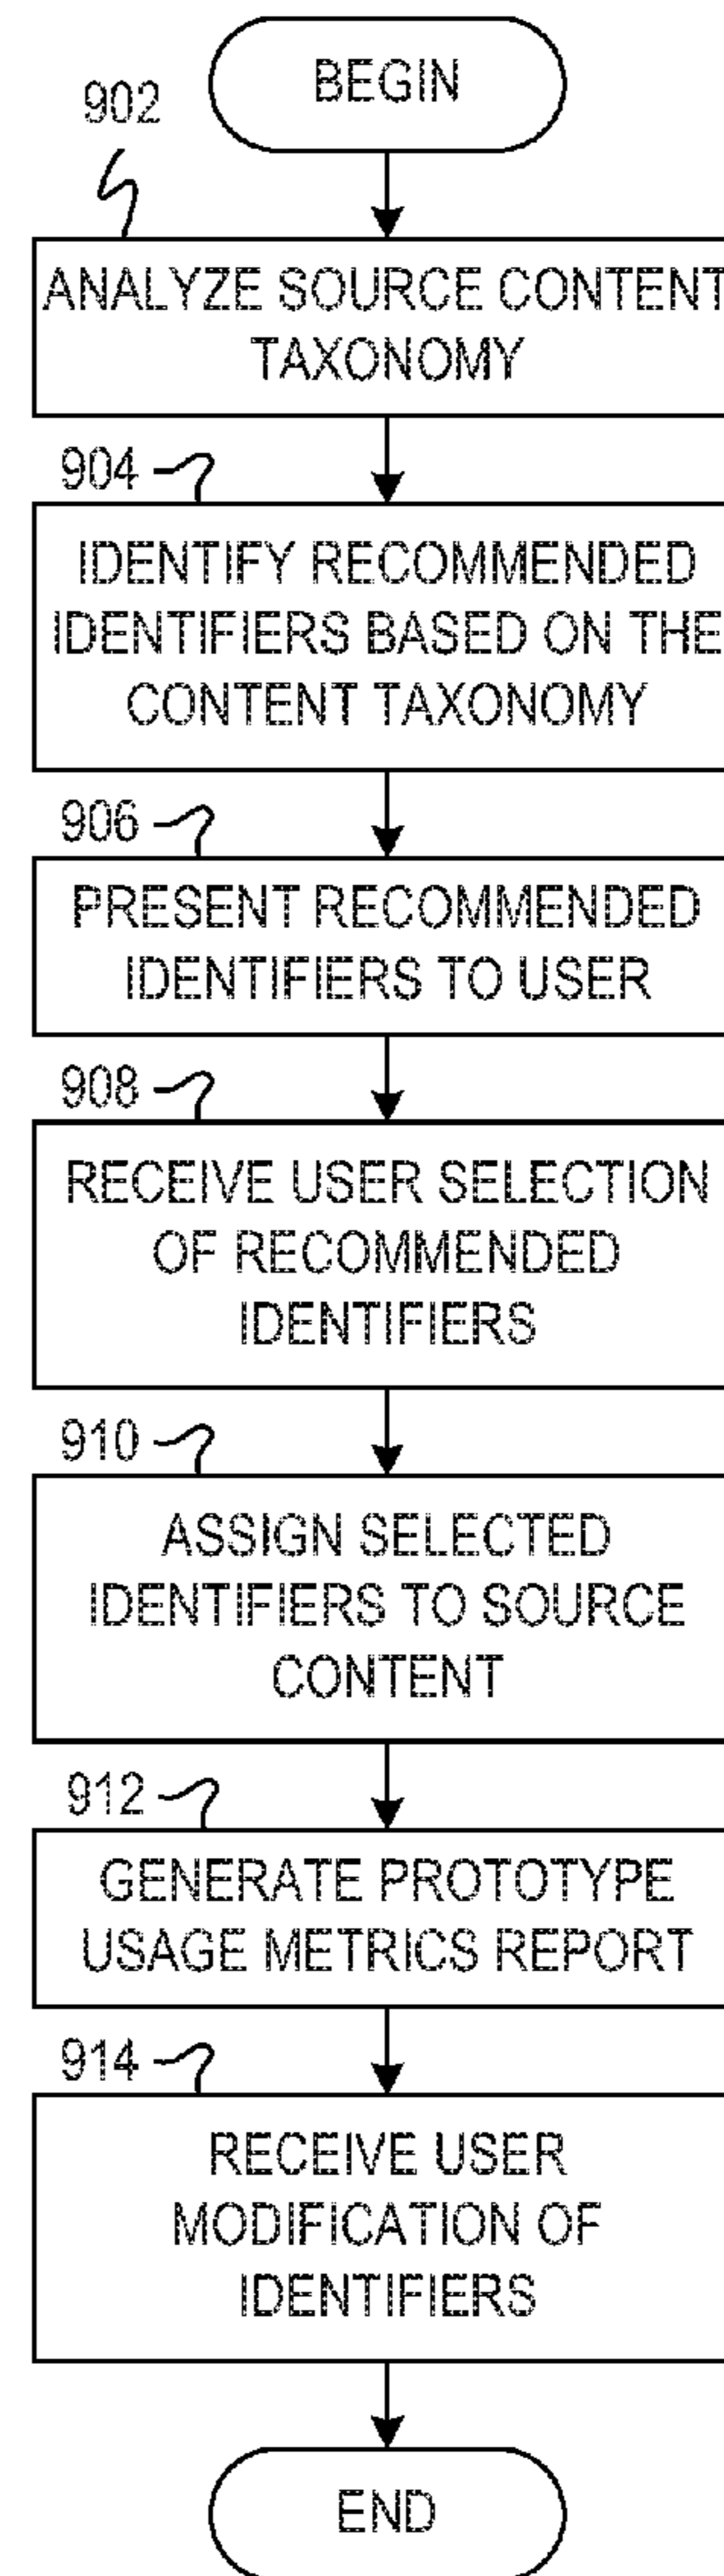 BEGIN
902
ANALYZE SOURCE CONTENT
TAXONOMY
904
IDENTIFY RECOMMENDED
IDENTIFIERS BASED ON THE
CONTENT TAXONOMY
906
PRESENT RECOMMENDED
IDENTIFIERS TO USER
908
RECEIVE USER SELECTION
OF RECOMMENDED
IDENTIFIERS
910
ASSIGN SELECTED
IDENTIFIERS TO SOURCE
CONTENT
912
GENERATE PROTOTYPE
USAGE METRICS REPORT
914
RECEIVE USER
MODIFICATION OF
IDENTIFIERS
END